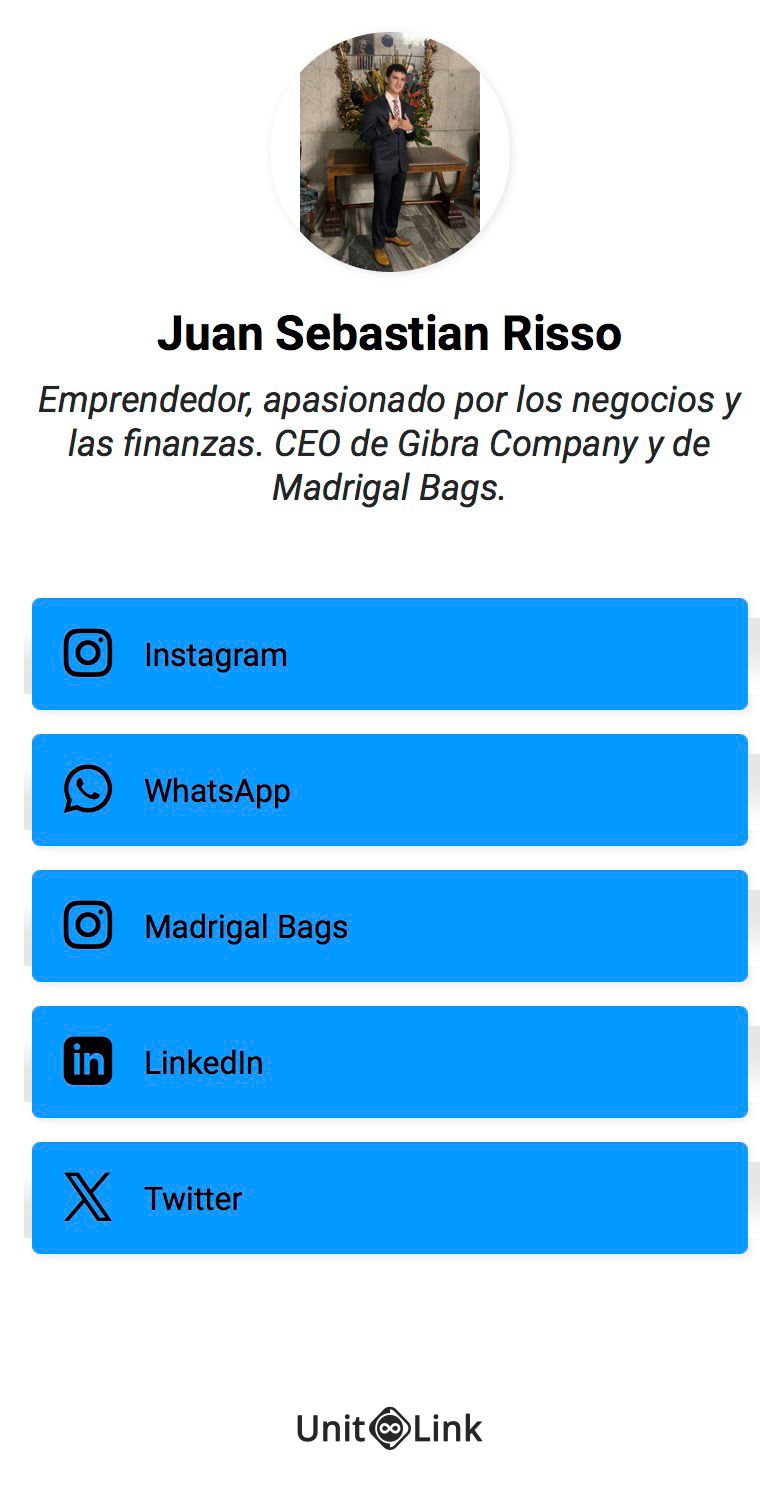 Juan Sebastian Risso
Emprendedor, apasionado por los negocios y
las finanzas. CEO de Gibra Company y de
Madrigal Bags.
Instagram
WhatsApp
Madrigal Bags
LinkedIn
Twitter
Unit Link